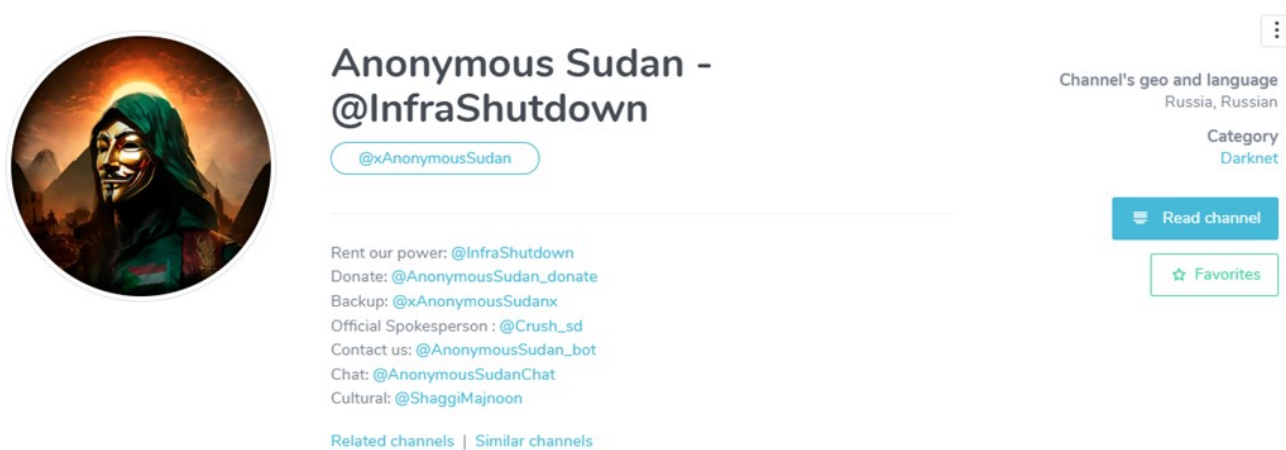 Anonymous Sudan -
@InfraShutdown
@xAnonymousSudan
Rent our power: @InfraShutdown
Donate: @AnonymousSudan_donate
Backup: @xAnonymousSudanx
Official Spokesperson : @Crush_sd
Contact us: @AnonymousSudan_bot
Chat: @AnonymousSudanChat
Cultural: @ShaggiMajnoon
Related channels | Similar channels
Channel's geo and language
Russia, Russian
Category
Darknet
Read channel
Favorites